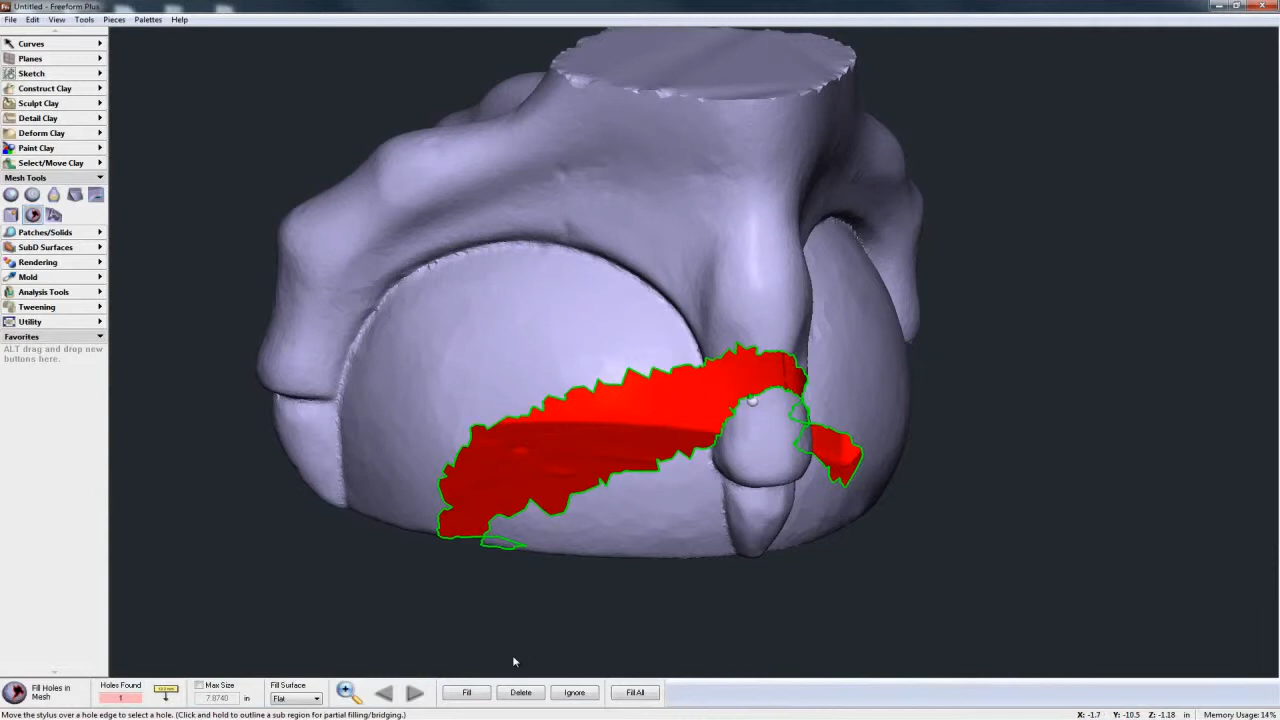 Untitled - Freeform Plus
File Edit View Tools Pieces Palettes Help
Curves
Planes
Sketch
Construct Clay
Sculpt Clay
Detail Clay
Deform Clay
Paint Clay
Select/Move Clay
Mesh Tools
Patches/Solids
SubD Surfaces
Rendering
Mold
Analysis Tools
Tweening
Utility
Favorites
ALT drag and drop new
buttons here.
Fill Holes in
Mesh
Holes Found
1
Max Size
7.8740 in
Fill Surface
Flat
Fill Delete Ignore Fill All
Move the stylus over a hole edge to select a hole. (Click and hold to outline a sub region for partial filling/bridging.)
X: -1.7 Y: -10.5 Z: -1.18 in Memory Usage: 14%